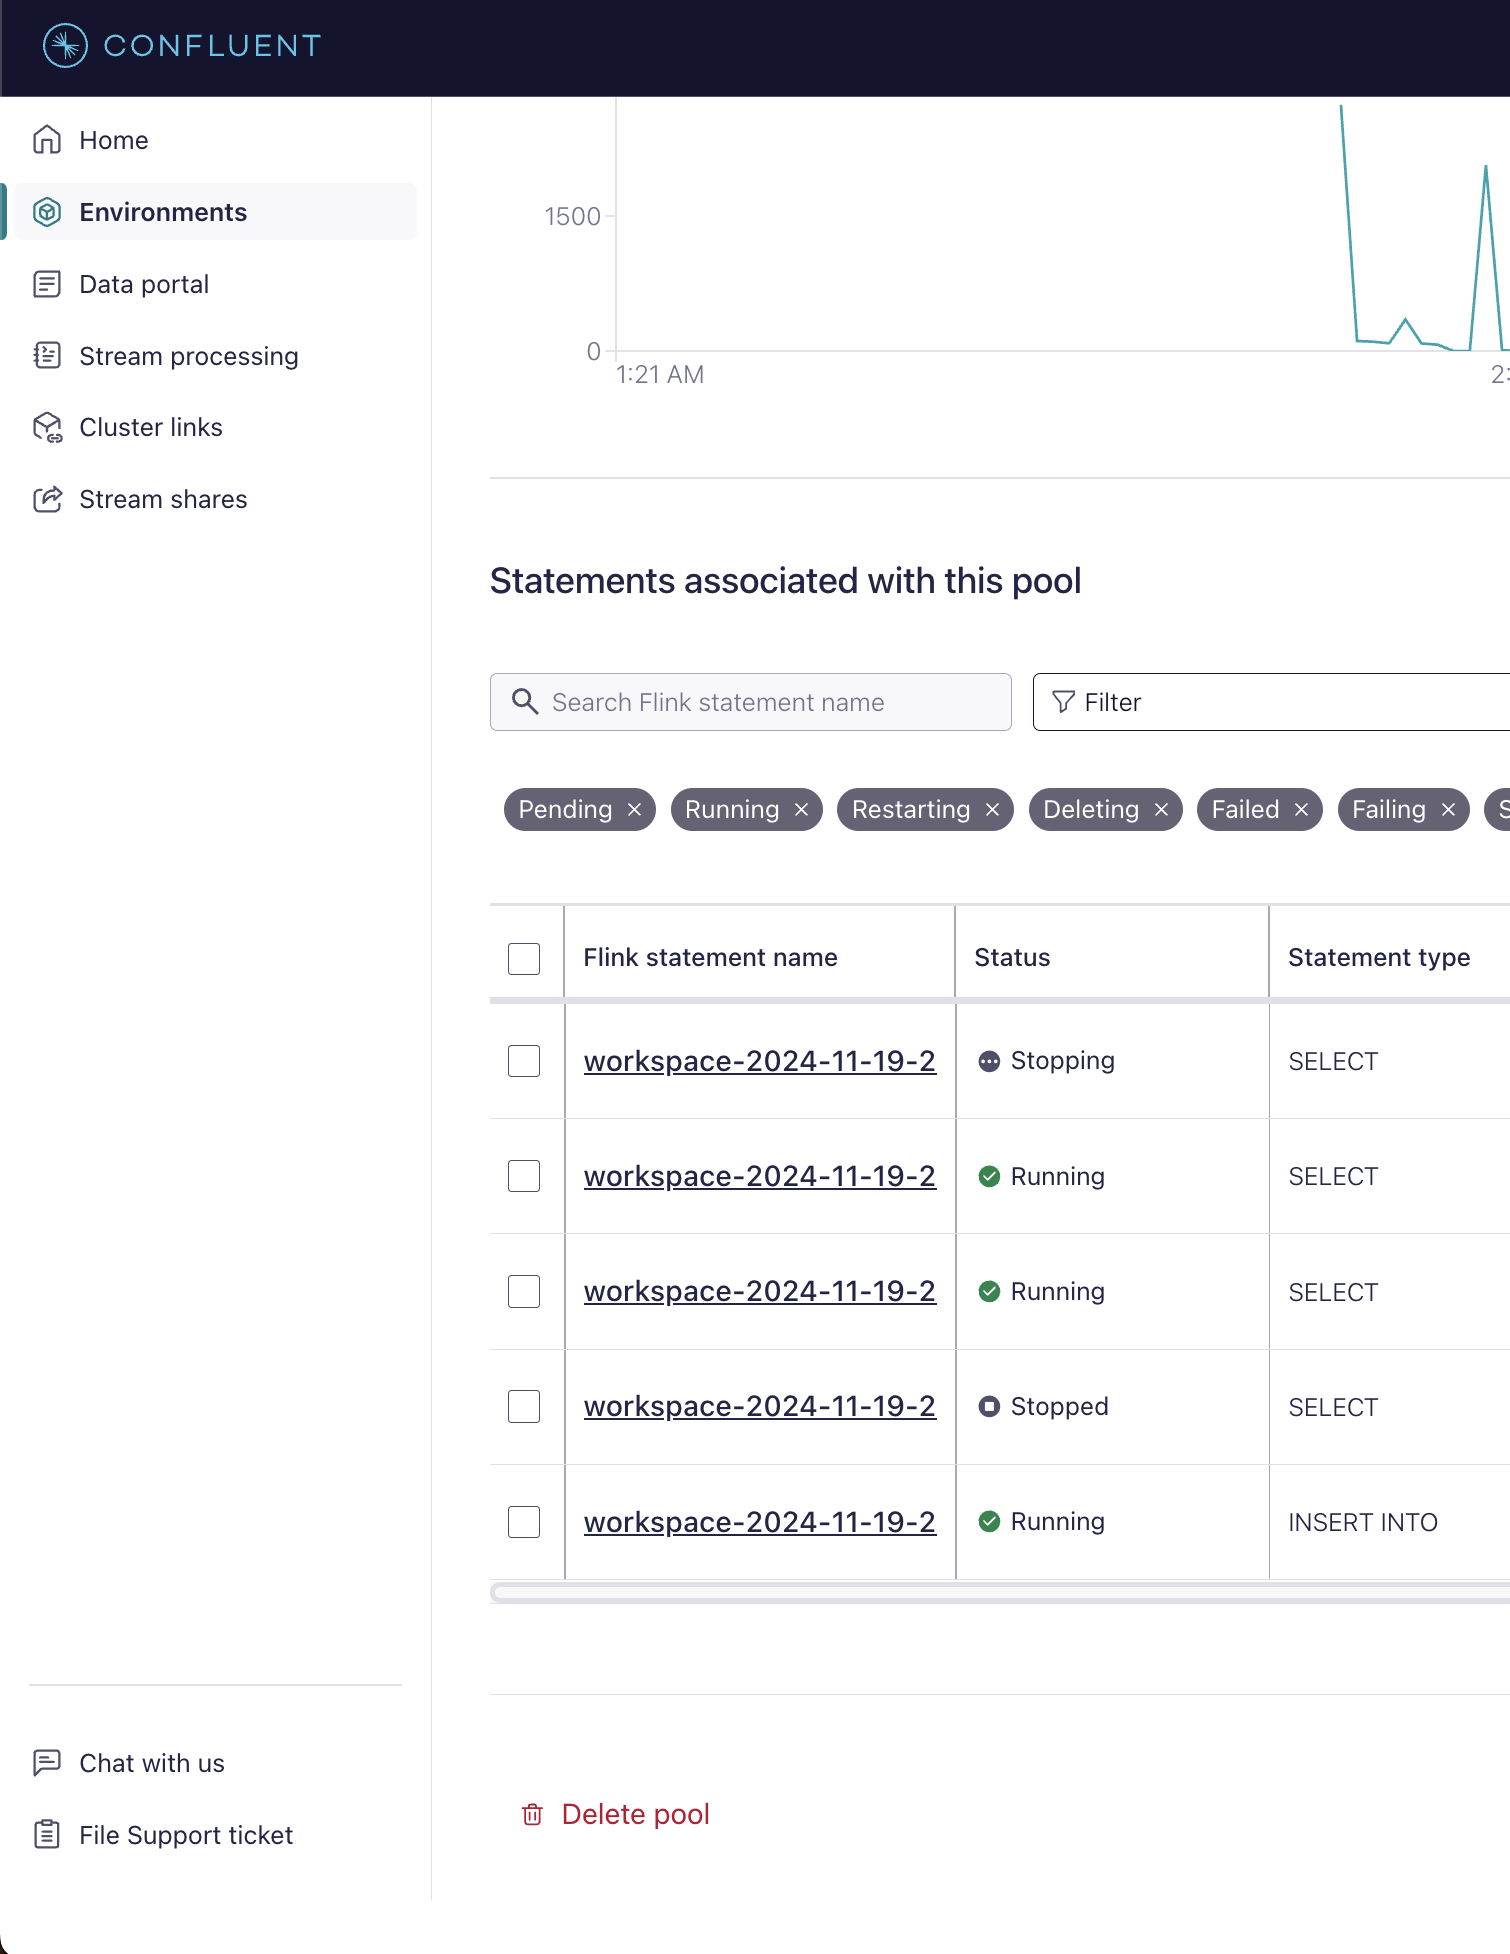 CONFLUENT
Home
Environments
Data portal
Stream processing
Cluster links
Stream shares
1500
0
1:21 AM
2:
Statements associated with this pool
Search Flink statement name
Filter
Pending
Running
Restarting
Deleting
Failed
Failing
S
Flink statement name Status Statement type
workspace-2024-11-19-2 Stopping SELECT
workspace-2024-11-19-2 Running SELECT
workspace-2024-11-19-2 Running SELECT
workspace-2024-11-19-2 Stopped SELECT
workspace-2024-11-19-2 Running INSERT INTO
Chat with us
File Support ticket
Delete pool